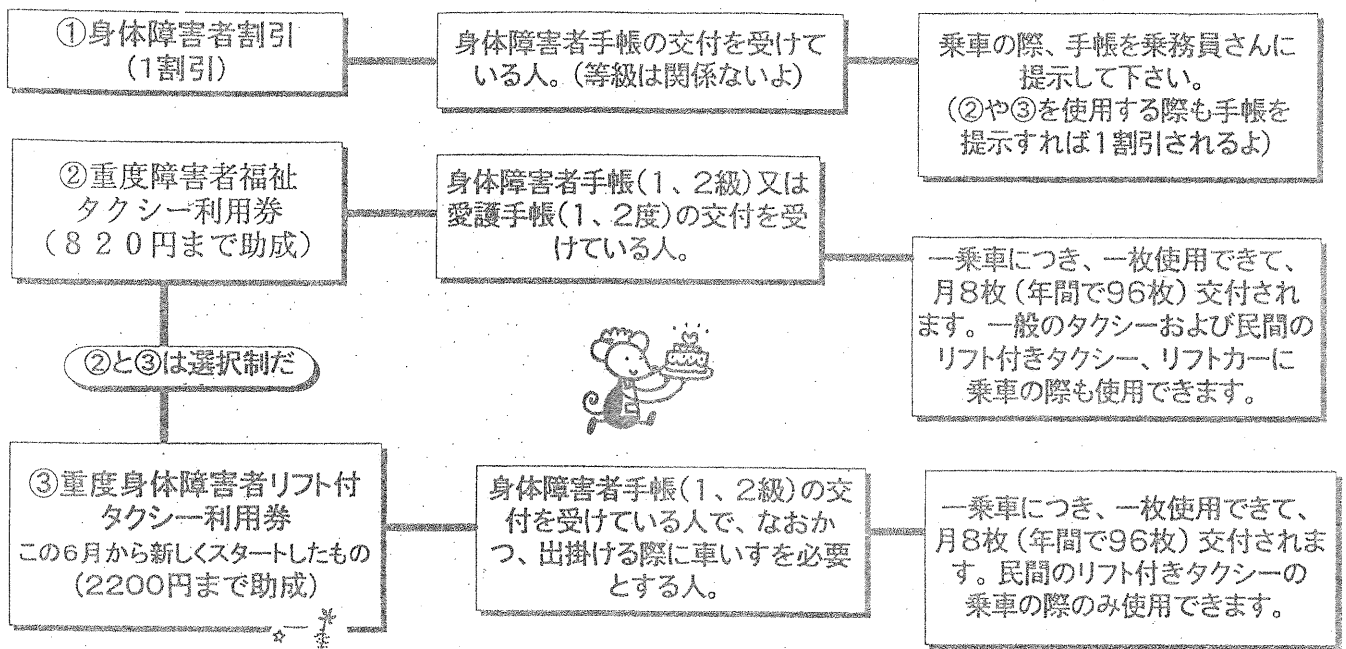 ①身体障害者割引
(1割引)
身体障害者手帳の交付を受けて
いる人。(等級は関係ないよ)
乗車の際、手帳を乗務員さんに
提示して下さい。
(②や③を使用する際も手帳を
提示すれば1割引されるよ)
②重度障害者福祉
タクシー利用券
(820円まで助成)
身体障害者手帳(1、2級)又は
愛護手帳(1、2度)の交付を受
けている人。
一乗車につき、一枚使用できて、
月8枚(年間で96枚)交付され
ます。一般のタクシーおよび民間の
リフト付きタクシー、リフトカーに
乗車の際も使用できます。
②と③は選択制だ
③重度身体障害者リフト付
タクシー利用券
この6月から新しくスタートしたもの
(2200円まで助成)
身体障害者手帳(1、2級)の交
付を受けている人で、なおか
つ、出掛ける際に車いすを必要
とする人。
一乗車につき、一枚使用できて、
月8枚(年間で96枚)交付されま
す。民間のリフト付きタクシーの
乗車の際のみ使用できます。